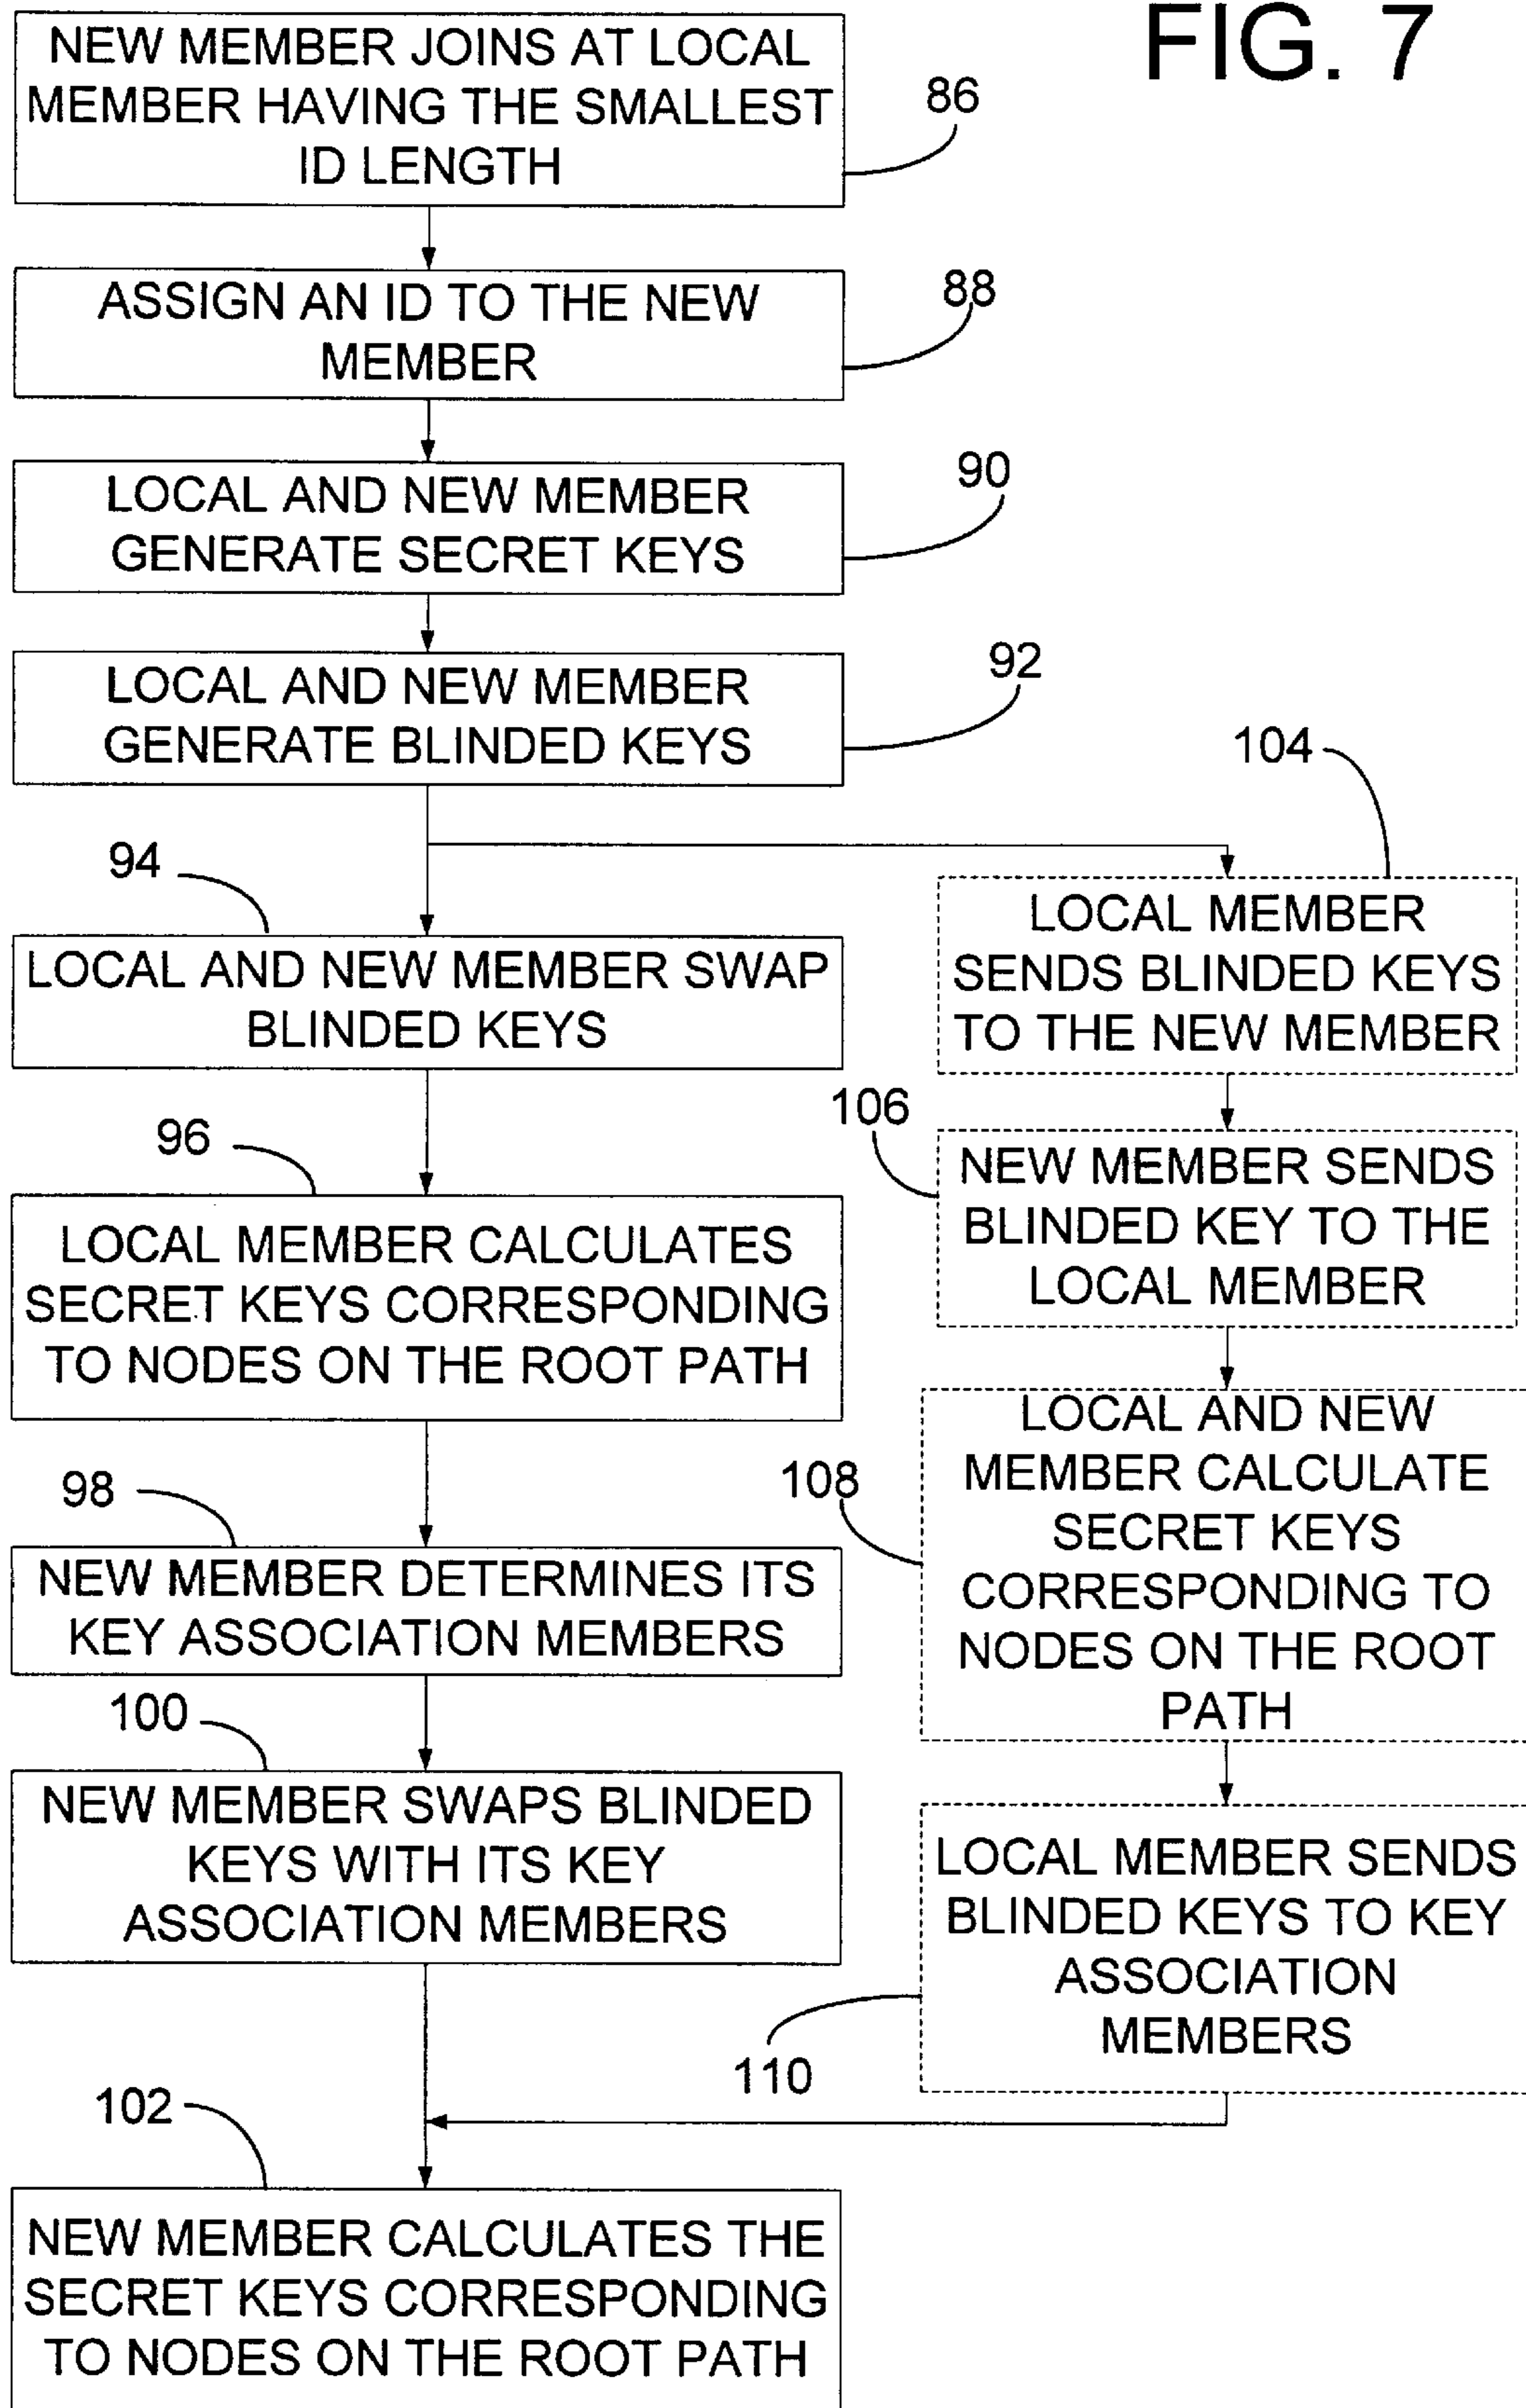 FIG. 7
NEW MEMBER JOINS AT LOCAL
MEMBER HAVING THE SMALLEST
ID LENGTH
86
ASSIGN AN ID TO THE NEW
MEMBER
88
LOCAL AND NEW MEMBER
GENERATE SECRET KEYS
90
LOCAL AND NEW MEMBER
GENERATE BLINDED KEYS
92
94
LOCAL AND NEW MEMBER SWAP
BLINDED KEYS
96
LOCAL MEMBER CALCULATES
SECRET KEYS CORRESPONDING
TO NODES ON THE ROOT PATH
98
NEW MEMBER DETERMINES ITS
KEY ASSOCIATION MEMBERS
100
NEW MEMBER SWAPS BLINDED
KEYS WITH ITS KEY
ASSOCIATION MEMBERS
102
NEW MEMBER CALCULATES THE
SECRET KEYS CORRESPONDING
TO NODES ON THE ROOT PATH
104
LOCAL MEMBER
SENDS BLINDED KEYS
TO THE NEW MEMBER
106
NEW MEMBER SENDS
BLINDED KEY TO THE
LOCAL MEMBER
108
LOCAL AND NEW
MEMBER CALCULATE
SECRET KEYS
CORRESPONDING TO
NODES ON THE ROOT
PATH
LOCAL MEMBER SENDS
BLINDED KEYS TO KEY
ASSOCIATION
MEMBERS
110